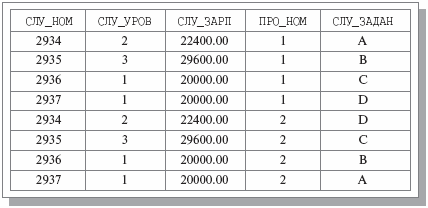 СЛУ_НОМ СЛУ_УРОВ СЛУ_ЗАРП ПРО_НОМ СЛУ_ЗАДАН
2934 2 22400.00 1 A
2935 3 29600.00 1 B
2936 1 20000.00 1 C
2937 1 20000.00 1 D
2934 2 22400.00 2 D
2935 3 29600.00 2 C
2936 1 20000.00 2 B
2937 1 20000.00 2 A